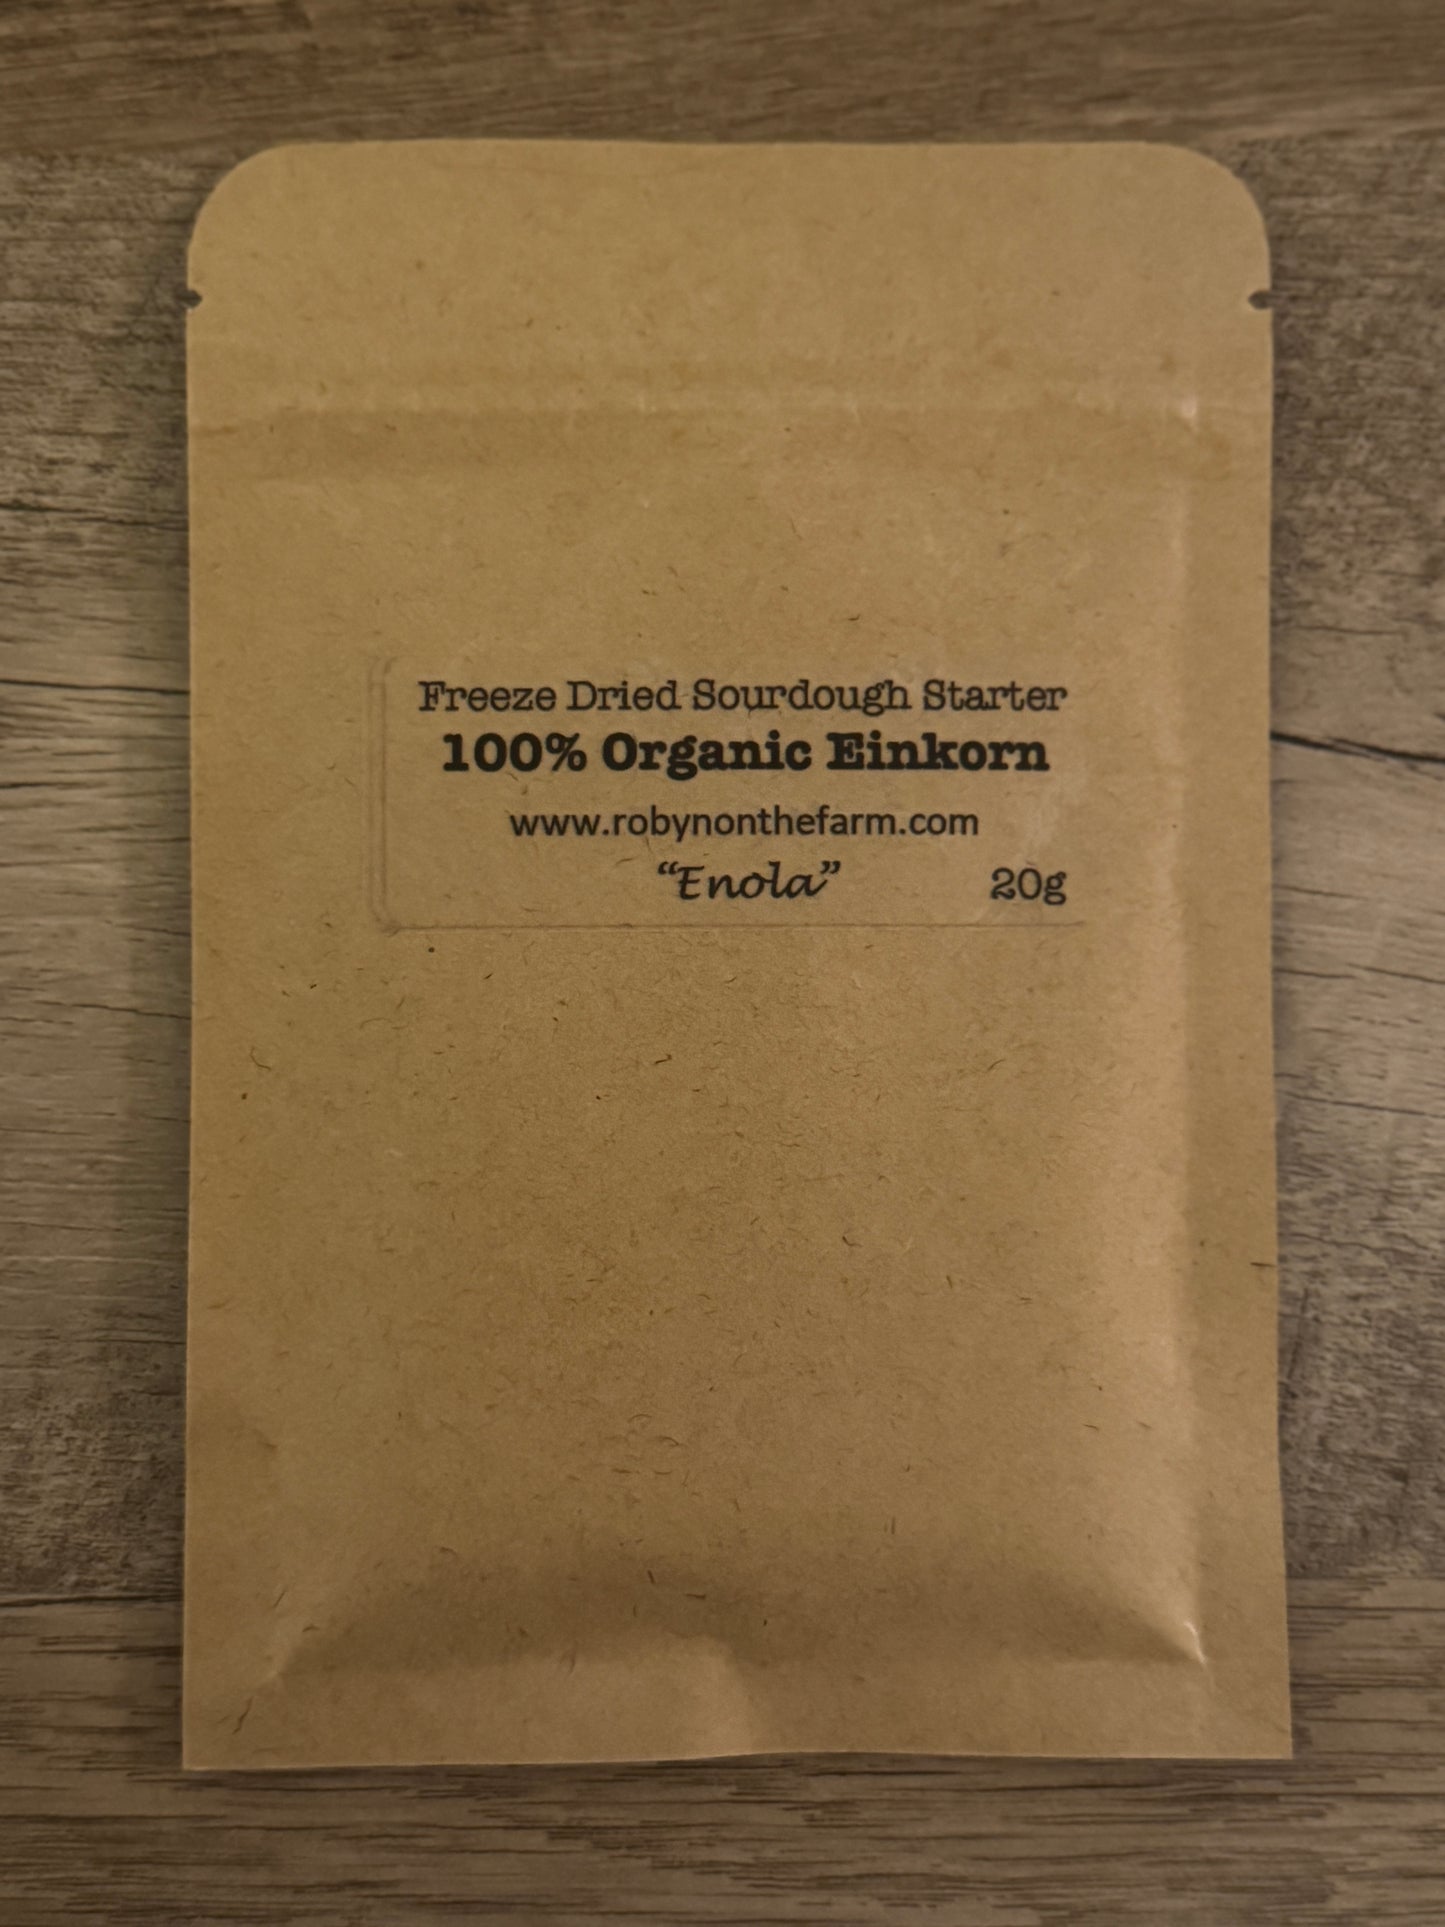 Freeze Dried Sourdough Starter
100% Organic Einkorn
www.robynonthefarm.com
“Enola” 20g